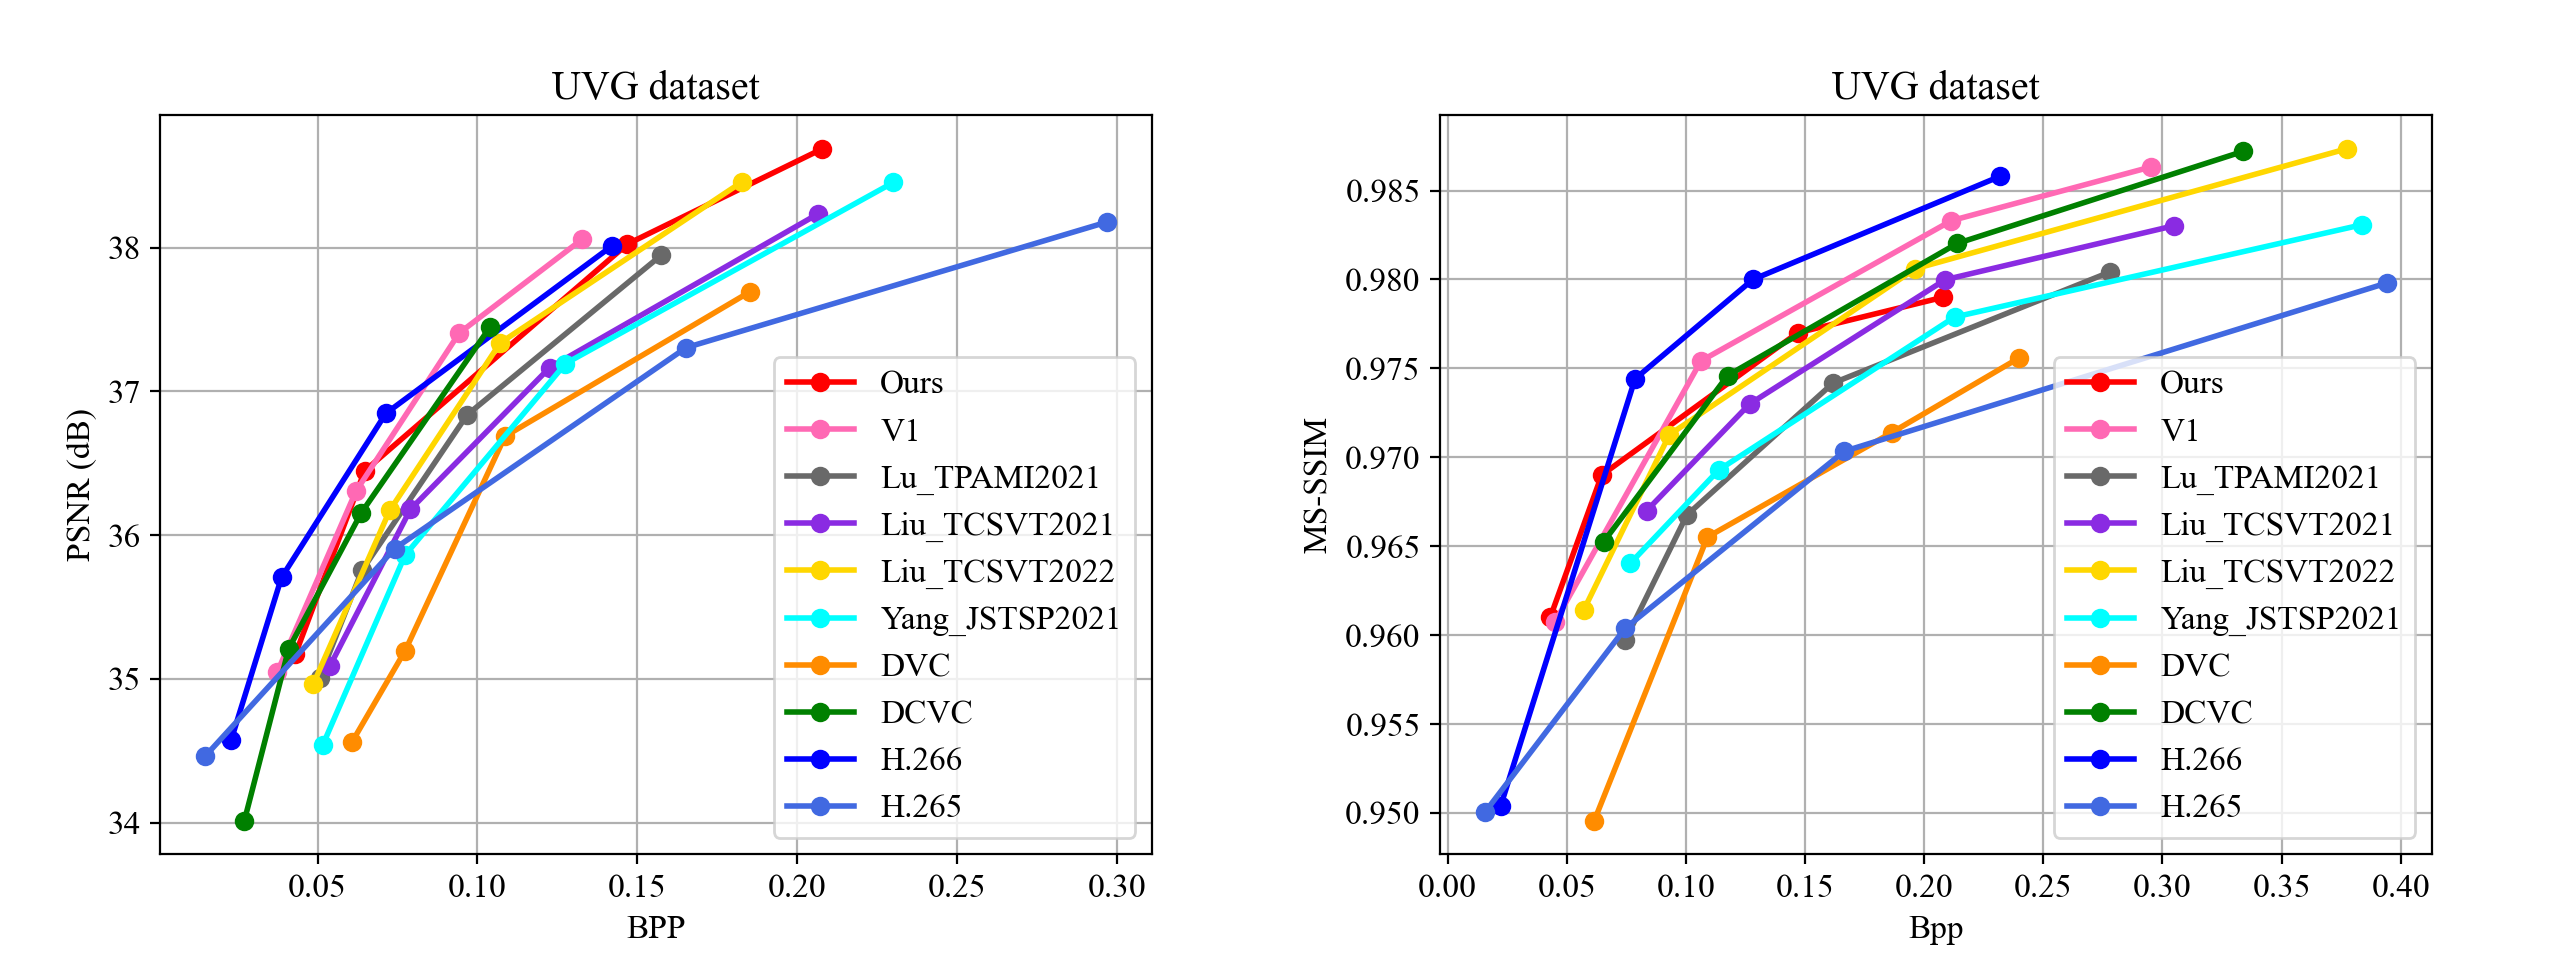 UVG dataset
PSNR (dB)
38
37
36
35
34
0.05 0.10 0.15 0.20 0.25 0.30
BPP
Ours
V1
Lu_TPAMI2021
Liu_TCSVT2021
Liu_TCSVT2022
Yang_JSTSP2021
DVC
DCVC
H.266
H.265
UVG dataset
MS-SSIM
0.985
0.980
0.975
0.970
0.965
0.960
0.955
0.950
0.00 0.05 0.10 0.15 0.20 0.25 0.30 0.35 0.40
Bpp
Ours
V1
Lu_TPAMI2021
Liu_TCSVT2021
Liu_TCSVT2022
Yang_JSTSP2021
DVC
DCVC
H.266
H.265